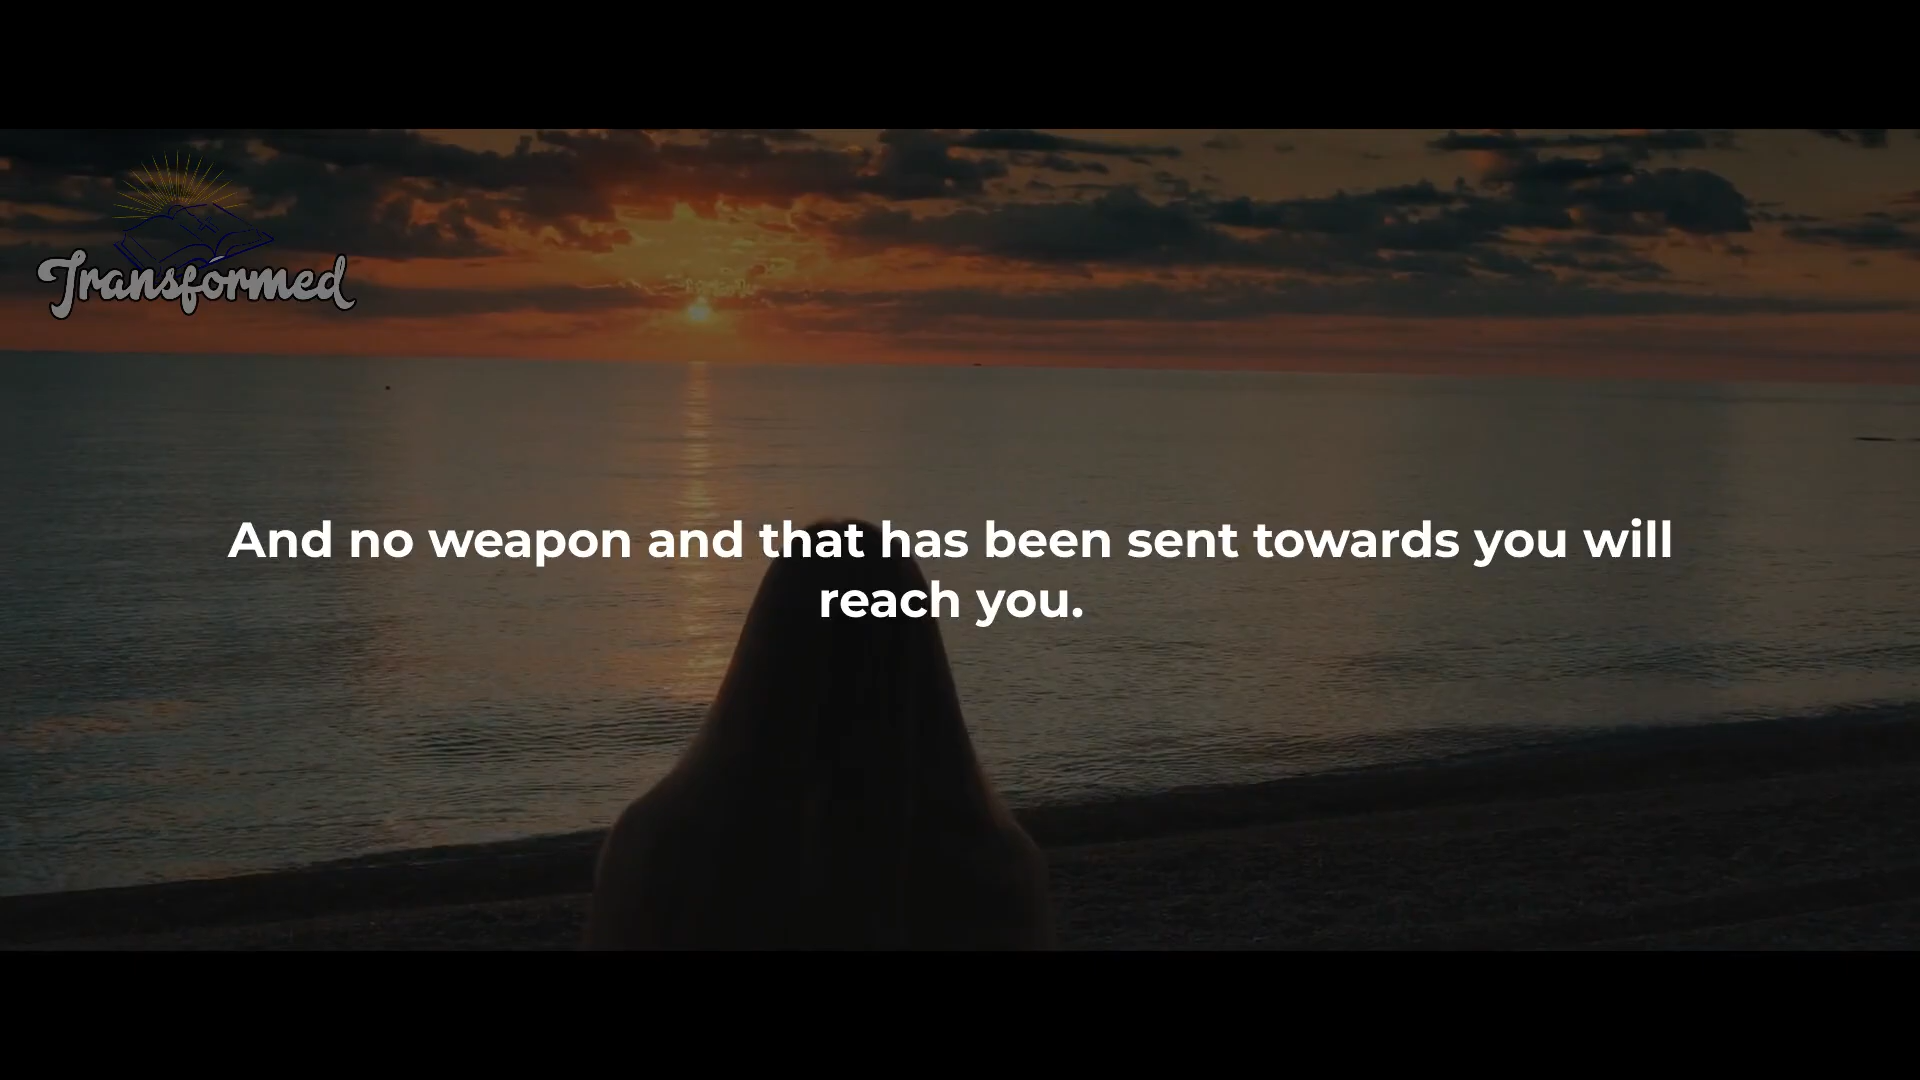 Transformed
And no weapon and that has been sent towards you will
reach you.